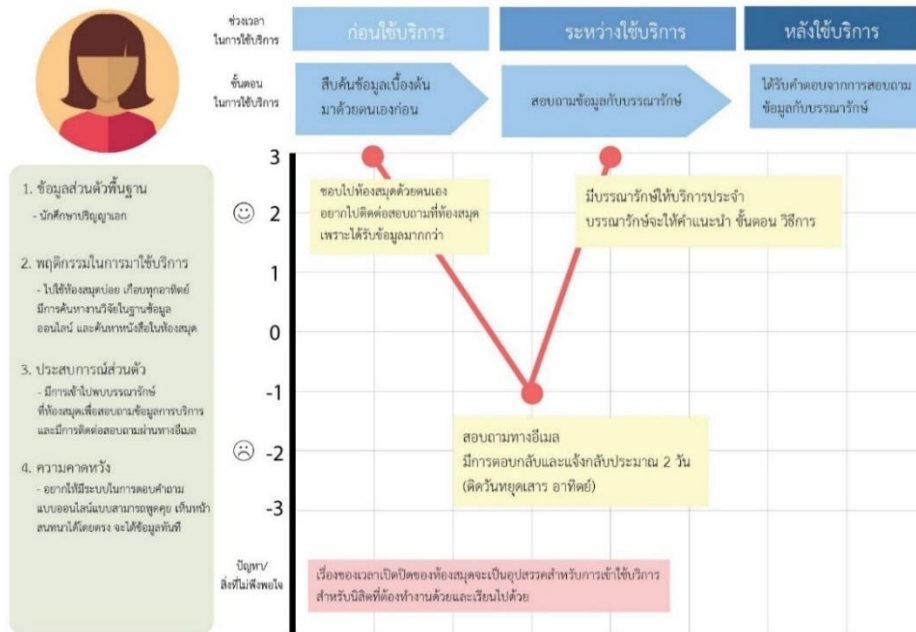 ช่วงเวลา
ในการใช้บริการ
ก่อนใช้บริการ
ระหว่างใช้บริการ
หลังใช้บริการ
ขั้นตอน
ในการใช้บริการ
สืบค้นข้อมูลเบื้องต้น
มาด้วยตนเองก่อน
สอบถามข้อมูลกับบรรณารักษ์
ได้รับคำตอบจากการสอบถาม
ข้อมูลกับบรรณารักษ์
1. ข้อมูลส่วนตัวพื้นฐาน
- นักศึกษาปริญญาเอก
2. พฤติกรรมในการมาใช้บริการ
- ไปใช้ห้องสมุดบ่อย เกือบทุกอาทิตย์
มีการค้นหางานวิจัยในฐานข้อมูล
ออนไลน์ และค้นหาหนังสือในห้องสมุด
3. ประสบการณ์ส่วนตัว
- มีการเข้าไปพบบรรณารักษ์
ที่ห้องสมุดเพื่อสอบถามข้อมูลการบริการ
และมีการติดต่อสอบถามผ่านทางอีเมล
4. ความคาดหวัง
- อยากให้มีระบบในการตอบคำถาม
แบบออนไลน์แบบสามารถพูดคุย เห็นหน้า
สนทนาได้โดยตรง จะได้ข้อมูลทันที
3
2
1
0
-1
-2
-3
ชอบไปห้องสมุดด้วยตนเอง
อยากไปติดต่อสอบถามที่ห้องสมุด
เพราะได้รับข้อมูลมากกว่า
มีบรรณารักษ์ให้บริการประจำ
บรรณารักษ์จะให้คำแนะนำ ขั้นตอน วิธีการ
สอบถามทางอีเมล
มีการตอบกลับและแจ้งกลับประมาณ 2 วัน
(ติดวันหยุดเสาร อาทิตย์)
ปัญหา/
สิ่งที่ไม่พึงพอใจ
เรื่องของเวลาเปิดปิดของห้องสมุดจะเป็นอุปสรรคสำหรับการเข้าใช้บริการ
สำหรับนิสิตที่ต้องทำงานด้วยและเรียนไปด้วย